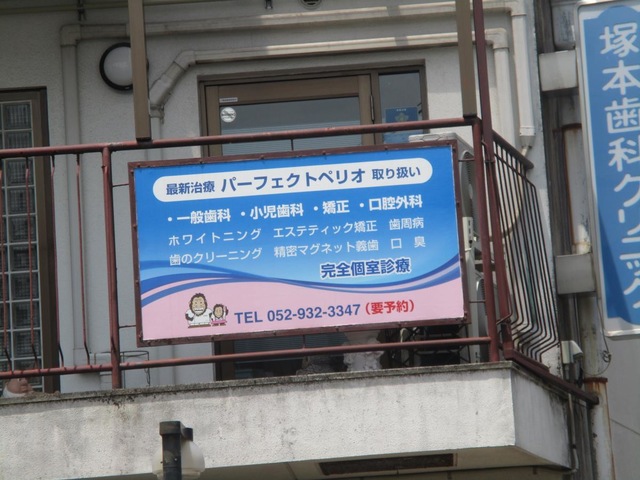 最新治療 パーフェクトペリオ 取り扱い
・一般歯科 ・小児歯科 ・矯正 ・口腔外科
ホワイトニング エステティック矯正 歯周病
歯のクリーニング 精密マグネット義歯 口 臭
完全個室診療
TEL 052-932-3347 (要予約)
塚本歯科クリニック